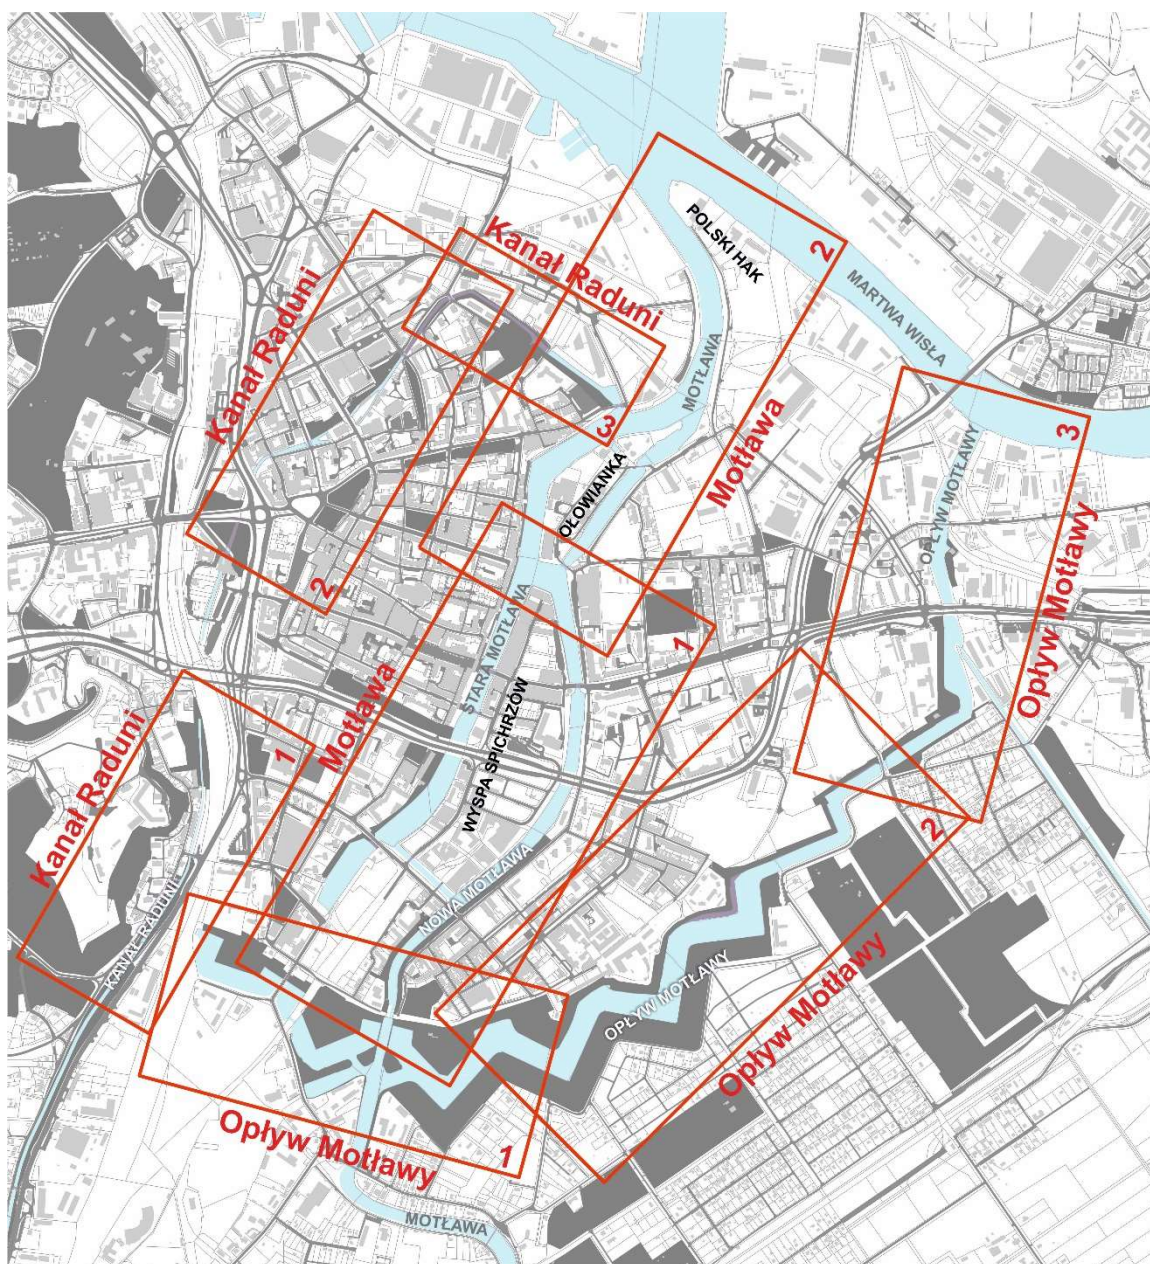 POLSKI HAK
2
Kanał Raduni
MARTWA WISŁA
Kanał Raduni
MOTŁAWA
3
Motława
3
OPŁYW MOTŁAWY
OŁOWIANKA
Opływ Motławy
2
STARA MOTŁAWA
1
Motława
WYSPA SPICHRZÓW
Kanał Raduni
1
2
KANAŁ RADUNI
NOWA MOTŁAWA
OPŁYW MOTŁAWY
Opływ Motławy
Opływ Motławy
1
MOTŁAWA